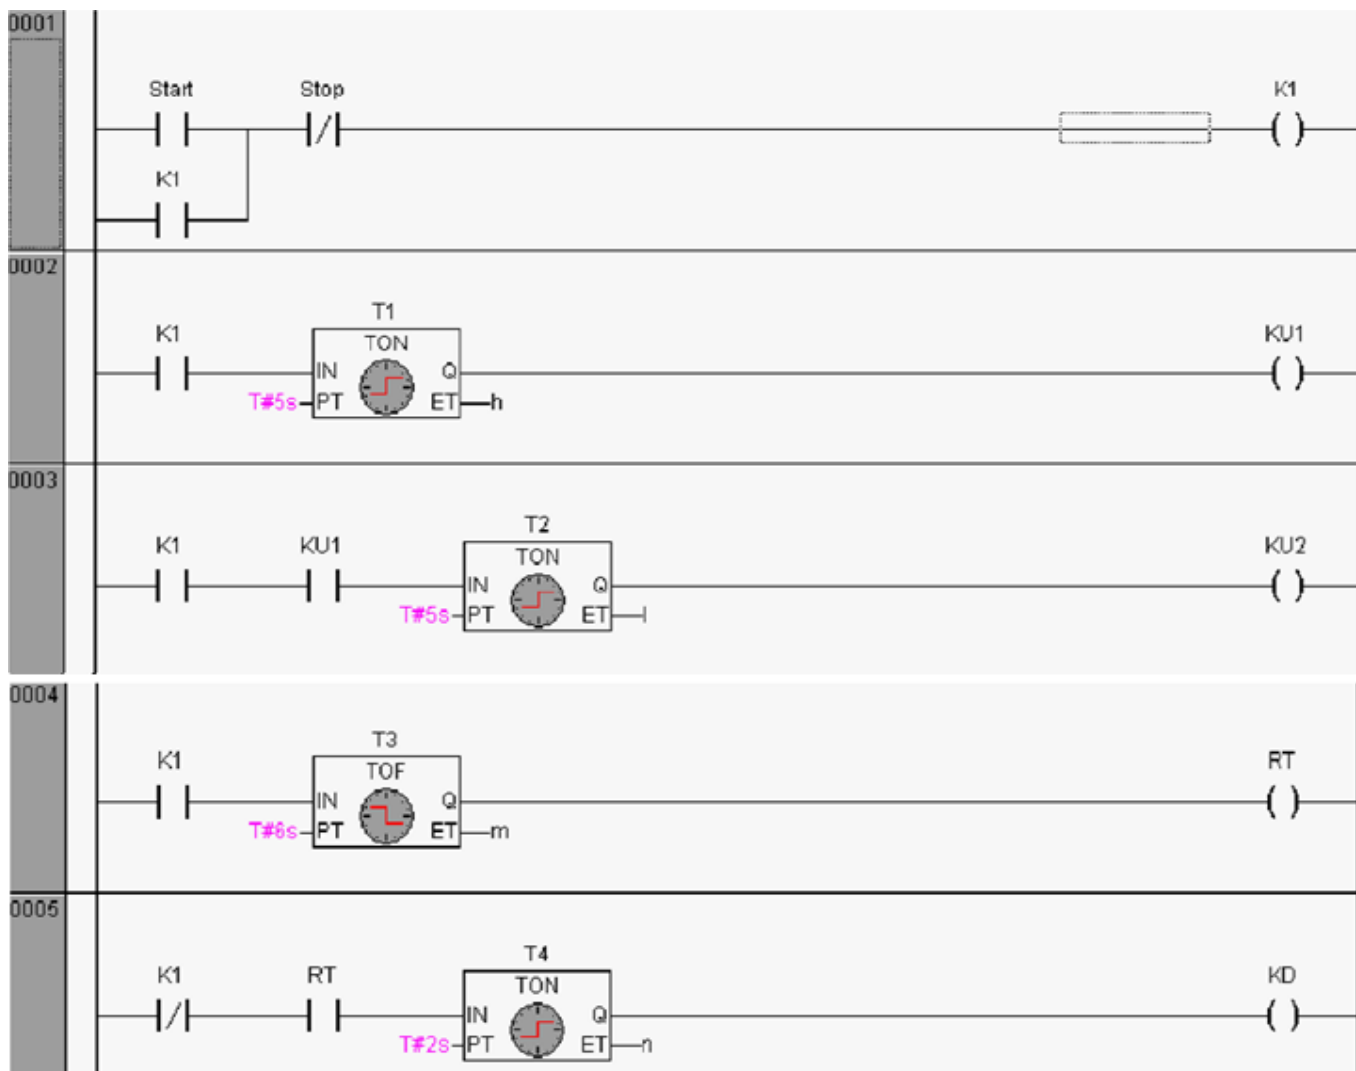 0001
Start Stop K1
K1
0002
T1
K1 TON KU1
IN Q
T#5s PT ET h
0003
T2
K1 KU1 TON KU2
IN Q
T#5s PT ET l
0004
T3
K1 TOF RT
IN Q
T#6s PT ET m
0005
T4
K1 RT TON KD
IN Q
T#2s PT ET n